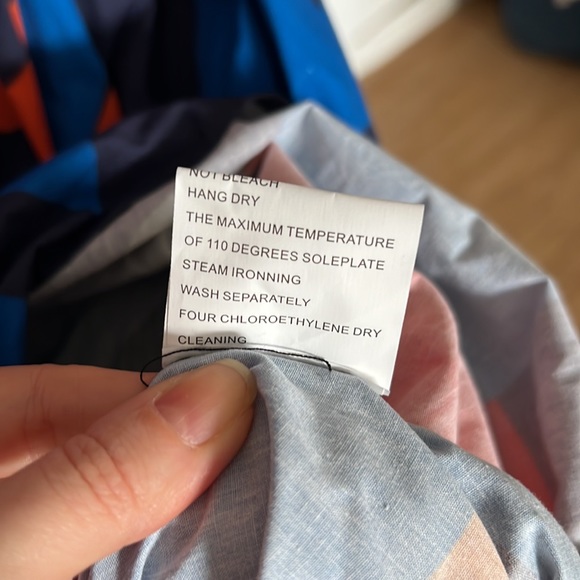 NOT BLEACH
HANG DRY
THE MAXIMUM TEMPERATURE
OF 110 DEGREES SOLEPLATE
STEAM IRONNING
WASH SEPARATELY
FOUR CHLOROETHYLENE DRY
CLEANING